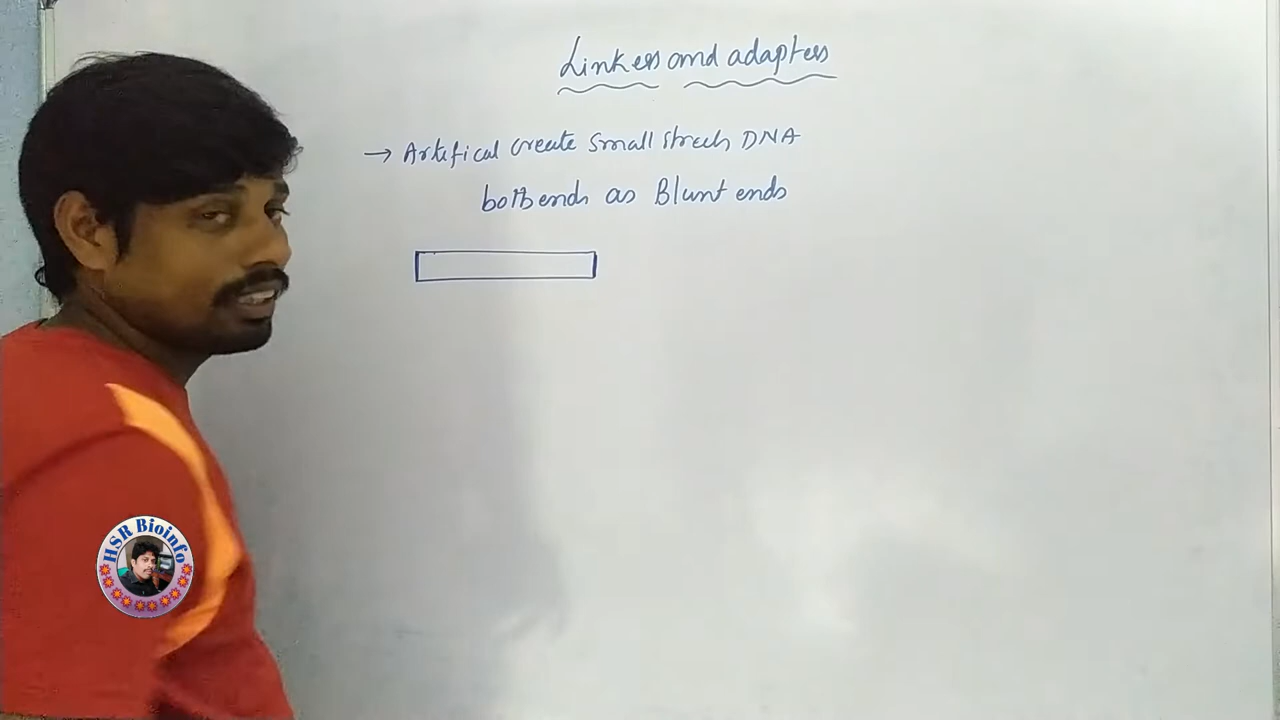 Linkers and adapters
→ Artifical create small strech DNA
both ends as Blunt ends
HSR Bioinfo